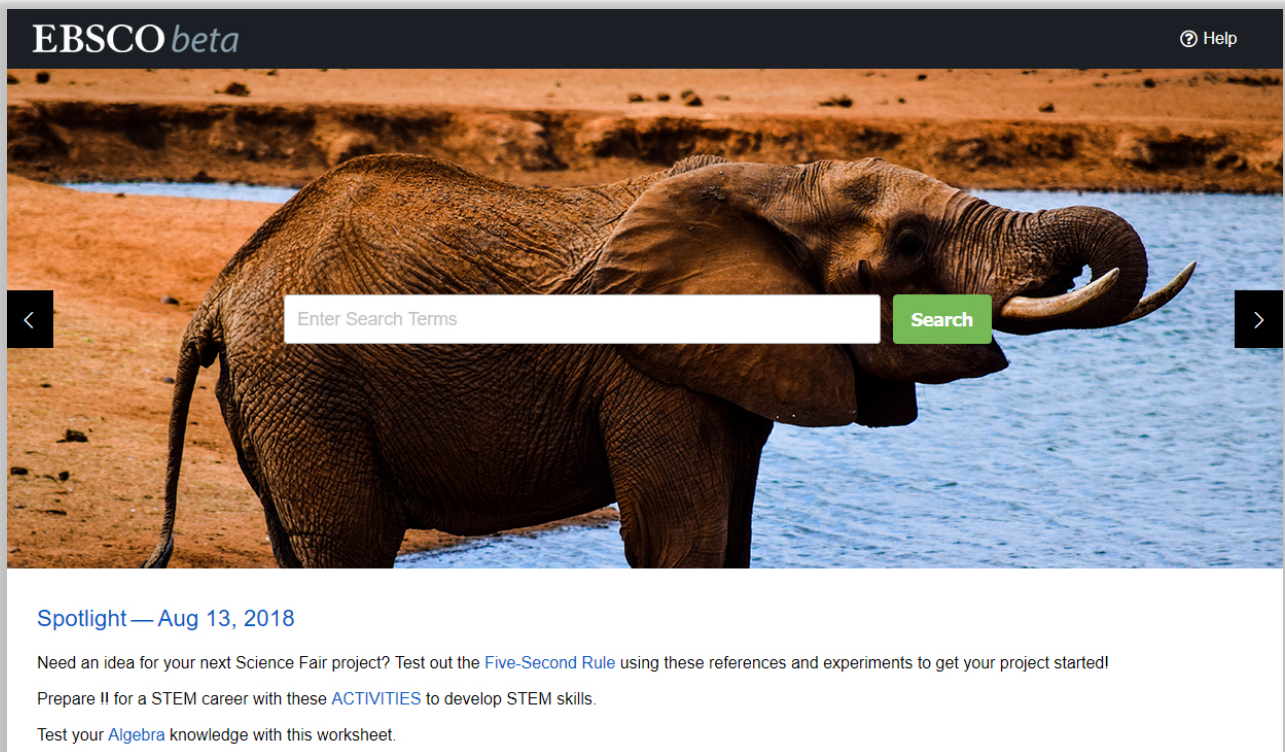 EBSCO beta
Help
Enter Search Terms
Search
Spotlight — Aug 13, 2018
Need an idea for your next Science Fair project? Test out the Five-Second Rule using these references and experiments to get your project started!
Prepare !! for a STEM career with these ACTIVITIES to develop STEM skills.
Test your Algebra knowledge with this worksheet.